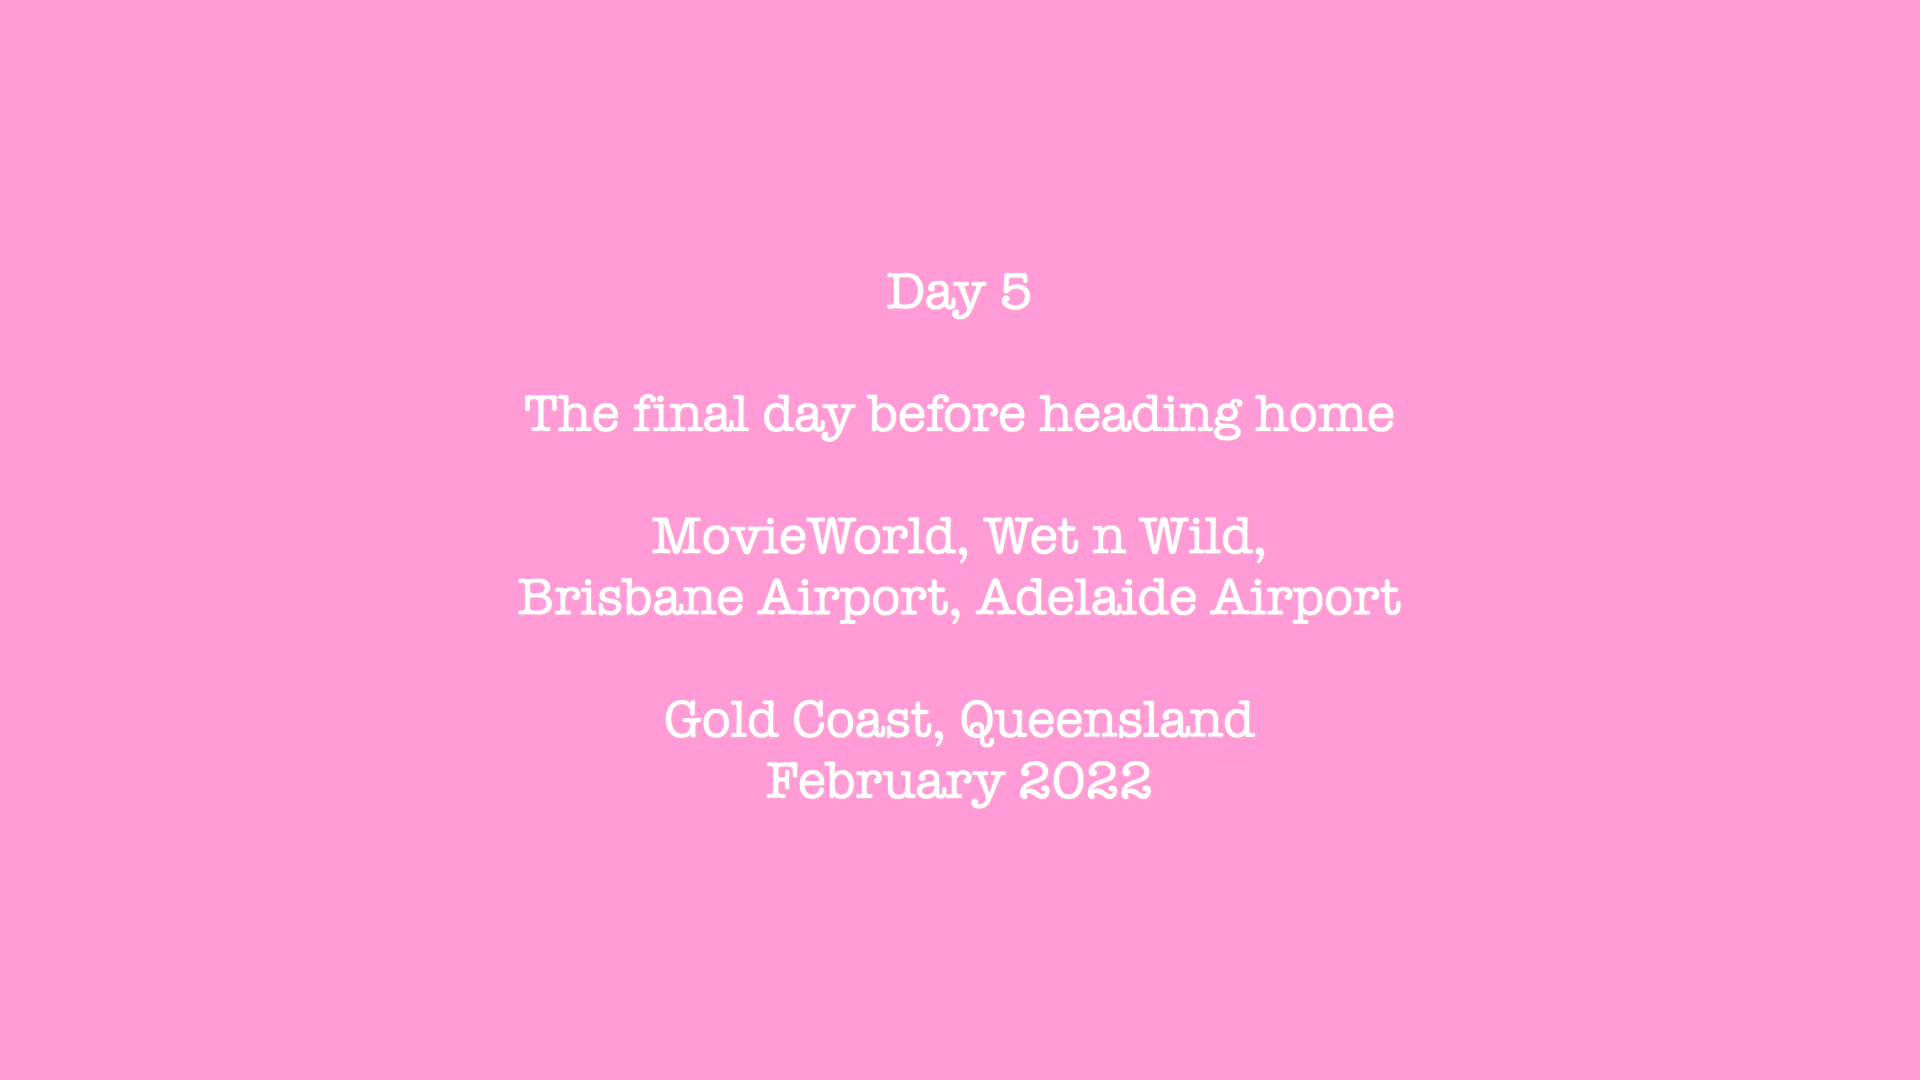 Day 5
The final day before heading home
MovieWorld, Wet n Wild,
Brisbane Airport, Adelaide Airport
Gold Coast, Queensland
February 2022